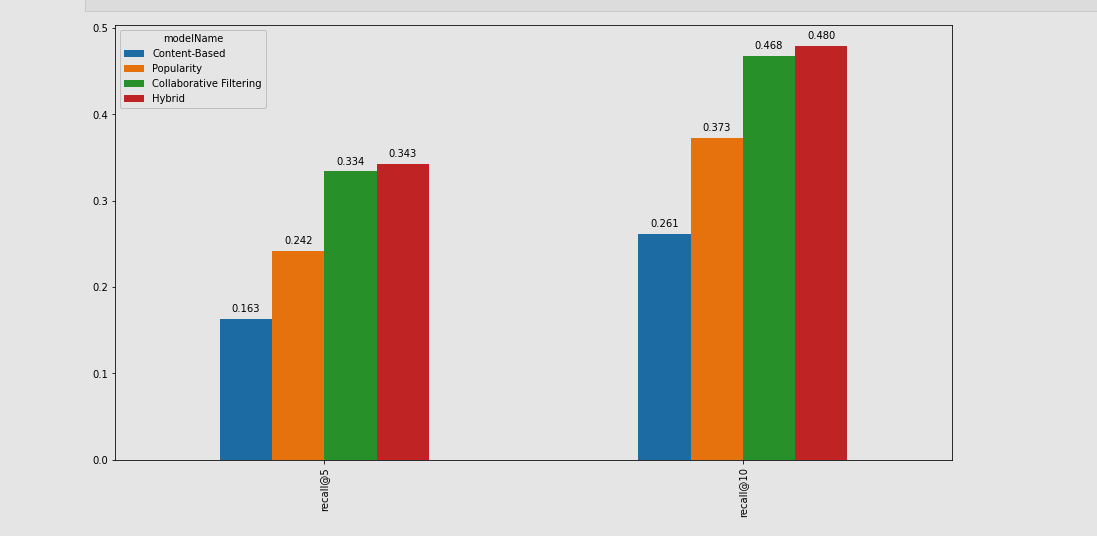 0.5
0.4
0.3
0.2
0.1
0.0
modelName
Content-Based
Popularity
Collaborative Filtering
Hybrid
0.163
0.242
0.334
0.343
0.261
0.373
0.468
0.480
recall@5
recall@10